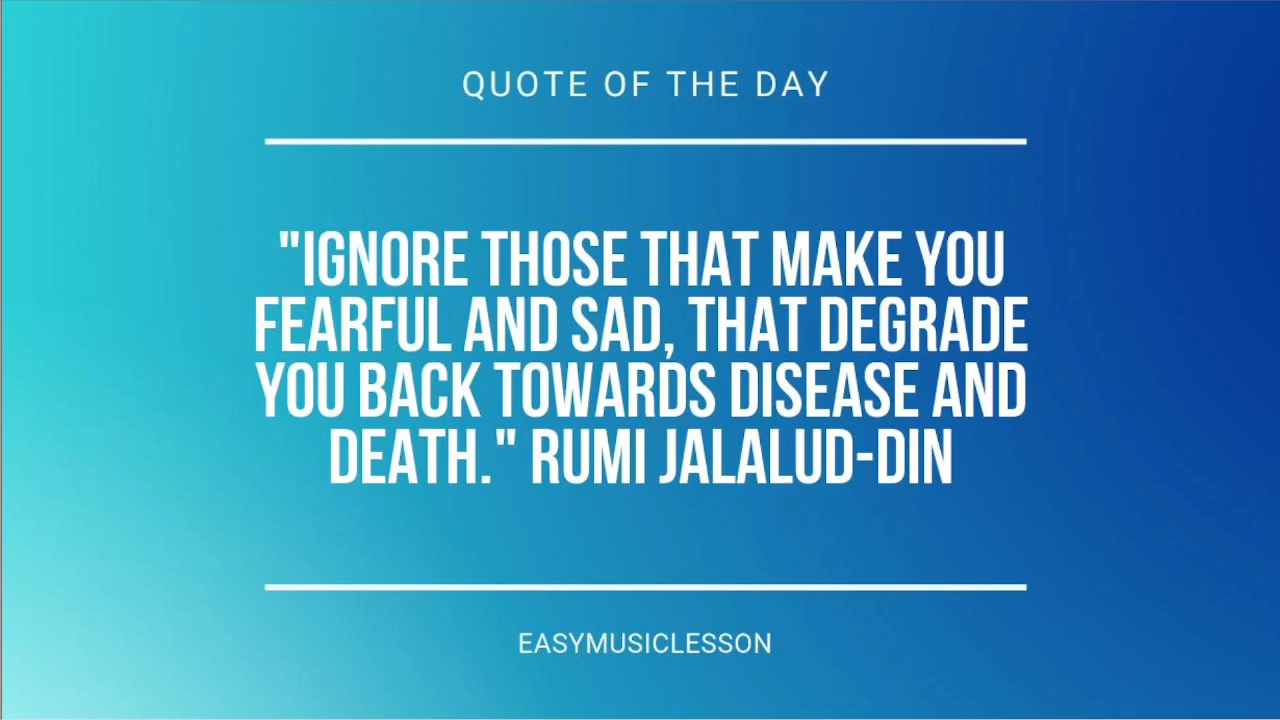 QUOTE OF THE DAY
"IGNORE THOSE THAT MAKE YOU
FEARFUL AND SAD, THAT DEGRADE
YOU BACK TOWARDS DISEASE AND
DEATH." RUMI JALALUD-DIN
EASYMUSICLESSON